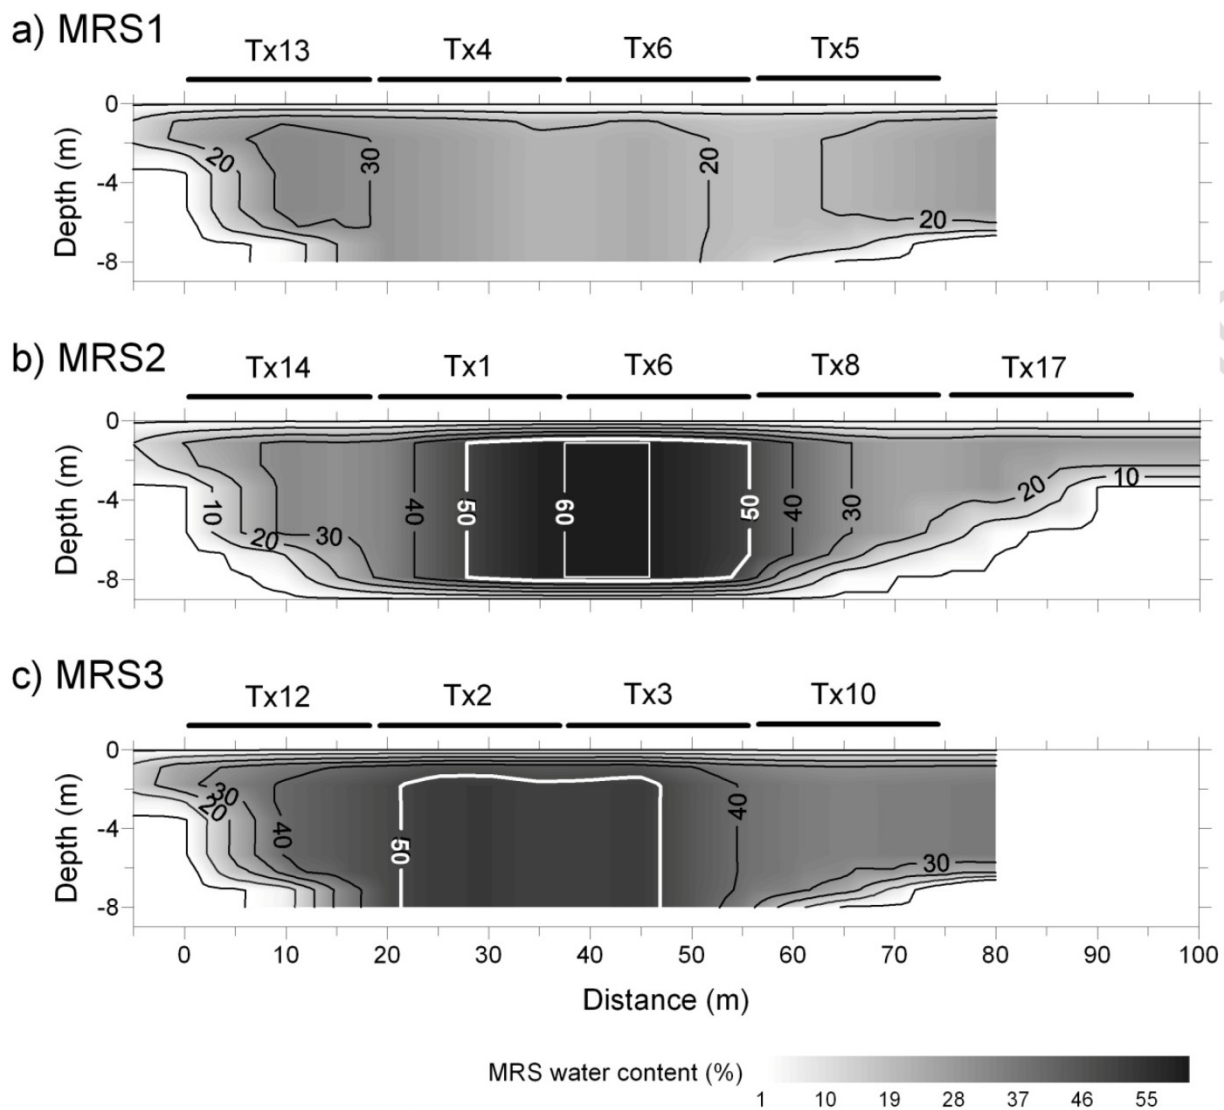 a) MRS1
Tx13 Tx4 Tx6 Tx5
0
-4
-8
Depth (m)
20 30 20 20
b) MRS2
Tx14 Tx1 Tx6 Tx8 Tx17
0
-4
-8
Depth (m)
10 20 30 40 50 60 50 40 30 20 10
c) MRS3
Tx12 Tx2 Tx3 Tx10
0
-4
-8
Depth (m)
30 20 40 50 40 30
0 10 20 30 40 50 60 70 80 90 100
Distance (m)
MRS water content (%)
1 10 19 28 37 46 55